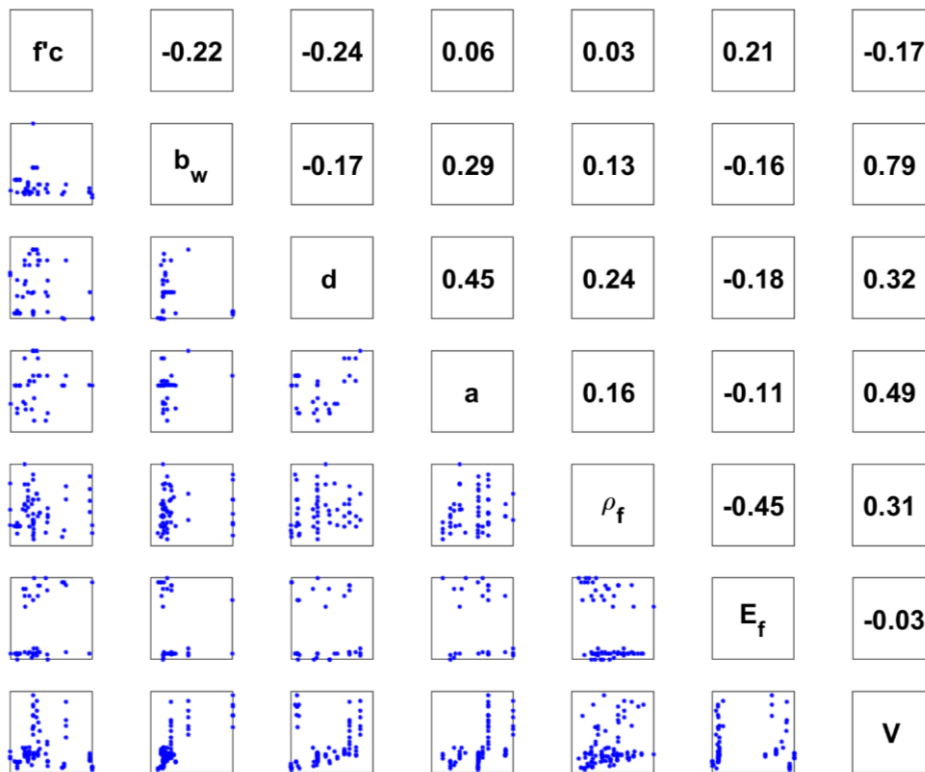 f'c -0.22 -0.24 0.06 0.03 0.21 -0.17
b_w -0.17 0.29 0.13 -0.16 0.79
d 0.45 0.24 -0.18 0.32
a 0.16 -0.11 0.49
ρ_f -0.45 0.31
E_f -0.03
V